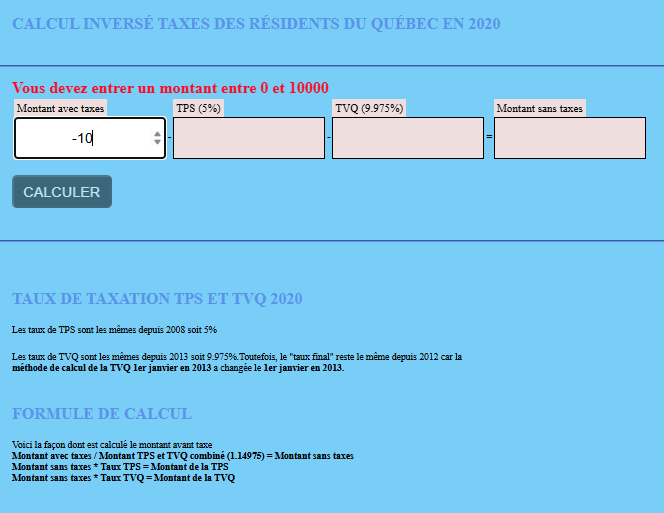 CALCUL INVERSÉ TAXES DES RÉSIDENTS DU QUÉBEC EN 2020
Vous devez entrer un montant entre 0 et 10000
Montant avec taxes TPS (5%) TVQ (9.975%) Montant sans taxes
-10 - - =
CALCULER
TAUX DE TAXATION TPS ET TVQ 2020
Les taux de TPS sont les mêmes depuis 2008 soit 5%
Les taux de TVQ sont les mêmes depuis 2013 soit 9.975%.Toutefois, le "taux final" reste le même depuis 2012 car la
méthode de calcul de la TVQ 1er janvier en 2013 a changée le 1er janvier en 2013.
FORMULE DE CALCUL
Voici la façon dont est calculé le montant avant taxe
Montant avec taxes / Montant TPS et TVQ combiné (1.14975) = Montant sans taxes
Montant sans taxes * Taux TPS = Montant de la TPS
Montant sans taxes * Taux TVQ = Montant de la TVQ